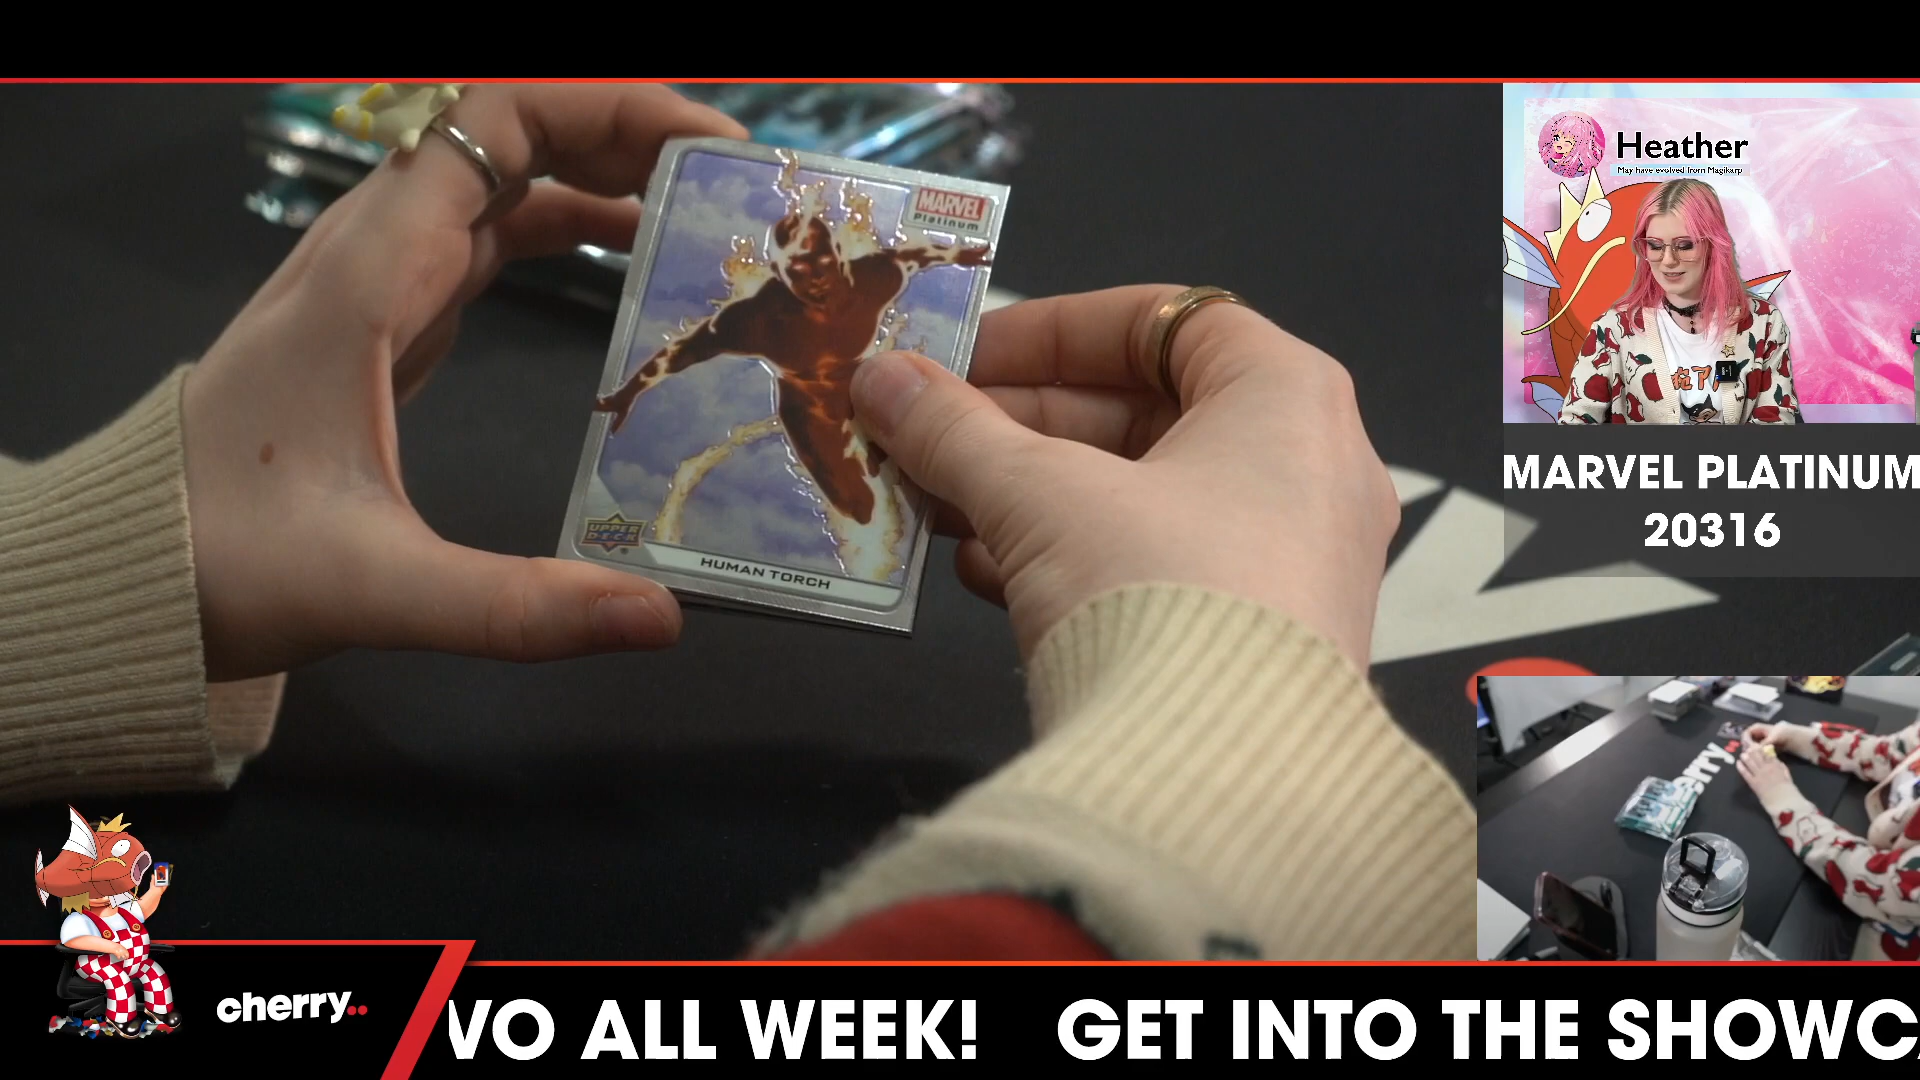 MARVEL
Platinum
UPPER
DECK
HUMAN TORCH
Heather
May have evolved from Magikarp
MARVEL PLATINUM
20316
cherry..
VO ALL WEEK!
GET INTO THE SHOWC